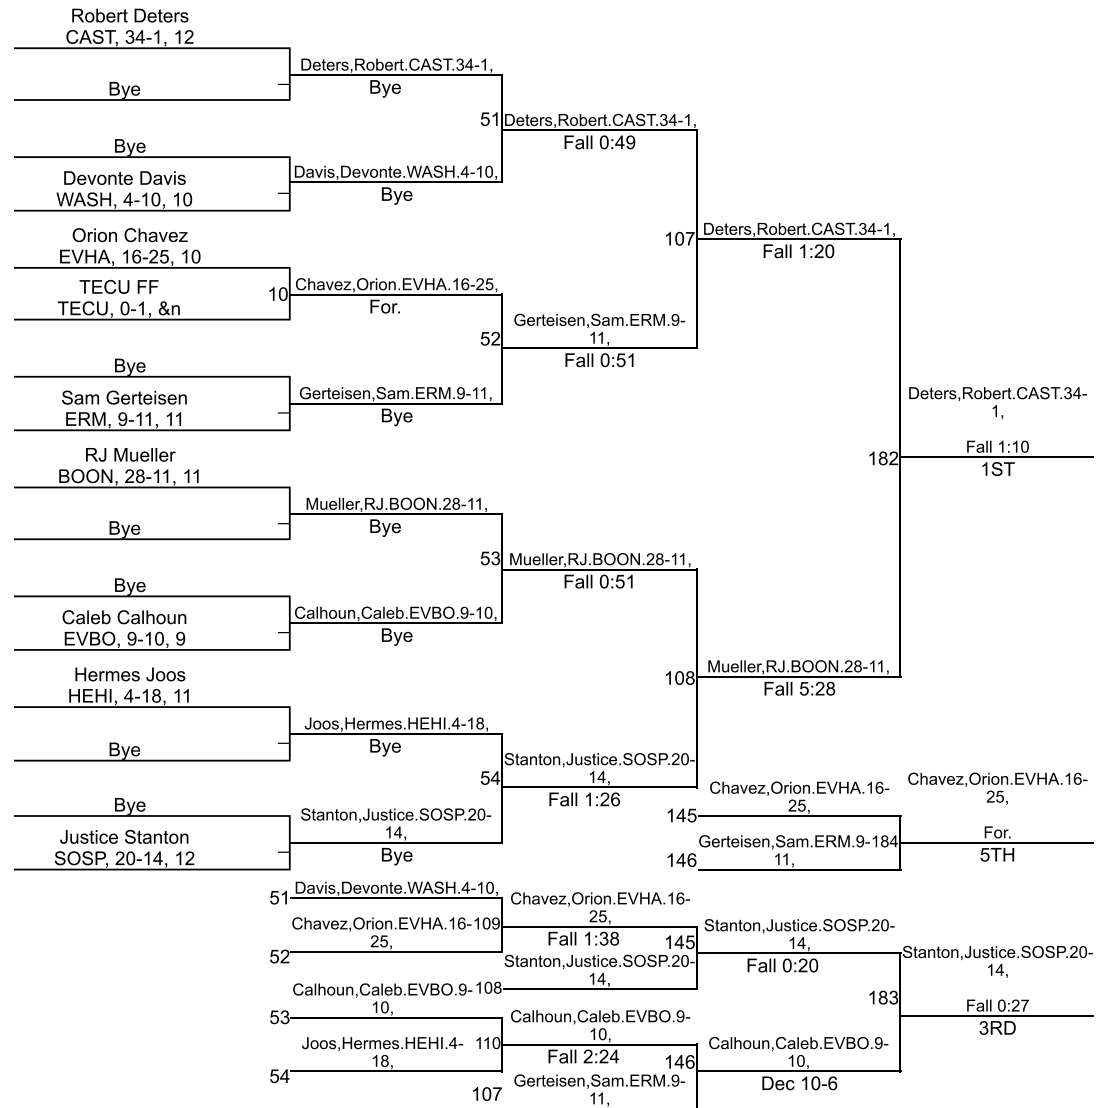 Robert Deters
CAST, 34-1, 12
Deters,Robert.CAST.34-1,
Bye
Bye
51
Deters,Robert.CAST.34-1,
Fall 0:49
Bye
Davis,Devonte.WASH.4-10,
Devonte Davis
Bye
WASH, 4-10, 10
Orion Chavez
107
Deters,Robert.CAST.34-1,
EVHA, 16-25, 10
Fall 1:20
TECU FF
10
Chavez,Orion.EVHA.16-25,
TECU, 0-1, &n
For.
Gerteisen,Sam.ERM.9-
11,
52
Fall 0:51
Bye
Sam Gerteisen
Gerteisen,Sam.ERM.9-11,
ERM, 9-11, 11
Bye
Deters,Robert.CAST.34-
1,
RJ Mueller
182
Fall 1:10
BOON, 28-11, 11
1ST
Mueller,RJ.BOON.28-11,
Bye
Bye
53
Mueller,RJ.BOON.28-11,
Fall 0:51
Bye
Caleb Calhoun
Calhoun,Caleb.EVBO.9-10,
EVBO, 9-10, 9
Bye
Hermes Joos
108
Mueller,RJ.BOON.28-11,
HEHI, 4-18, 11
Fall 5:28
Joos,Hermes.HEHI.4-18,
Bye
Bye
Stanton,Justice.SOSP.20-
14,
54
Fall 1:26
Chavez,Orion.EVHA.16-
25,
Chavez,Orion.EVHA.16-
25,
Bye
145
Stanton,Justice.SOSP.20-
14,
Justice Stanton
Bye
SOSP, 20-14, 12
Gerteisen,Sam.ERM.9-
11,
184
For.
146
5TH
51
Davis,Devonte.WASH.4-10,
Chavez,Orion.EVHA.16-
25,
Chavez,Orion.EVHA.16-
25,
109
Fall 1:38
145
Stanton,Justice.SOSP.20-
14,
52
Stanton,Justice.SOSP.20-
14,
Fall 0:20
Stanton,Justice.SOSP.20-
14,
Calhoun,Caleb.EVBO.9-
10,
108
183
Fall 0:27
53
Calhoun,Caleb.EVBO.9-
10,
3RD
Joos,Hermes.HEHI.4-
18,
110
Fall 2:24
146
Calhoun,Caleb.EVBO.9-
10,
54
107
Gerteisen,Sam.ERM.9-
11,
Dec 10-6